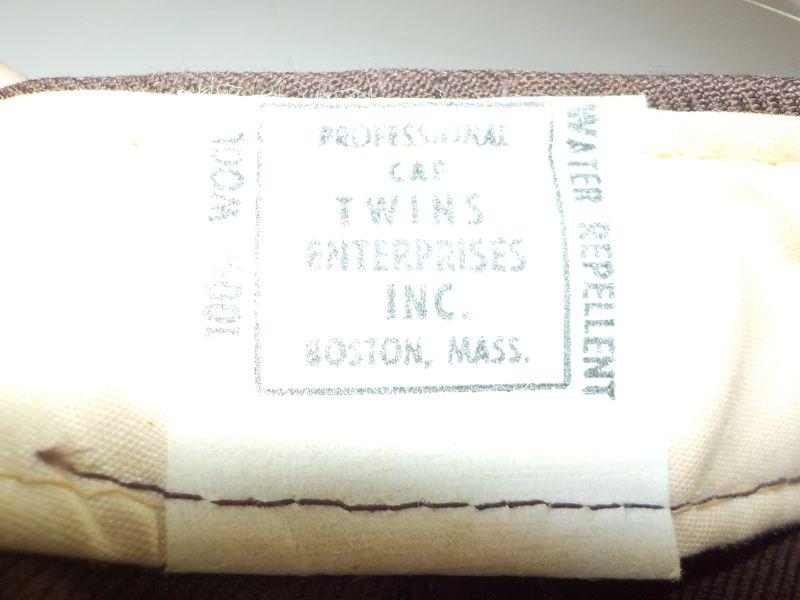 100% WOOL
PROFESSIONAL
CAP
TWINS
ENTERPRISES
INC.
BOSTON, MASS.
WATER REPELLENT